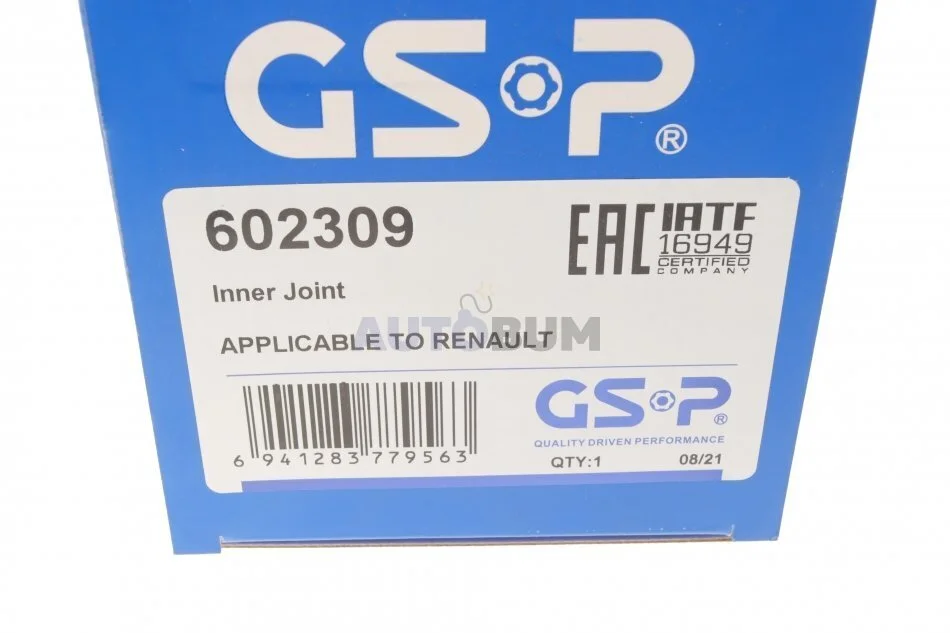 GSP®
602309
EAC
IATF
16949
CERTIFIED
COMPANY
Inner Joint
AUTOBUM
APPLICABLE TO RENAULT
GSP®
QUALITY DRIVEN PERFORMANCE
6 941283 779563
QTY:1 08/21